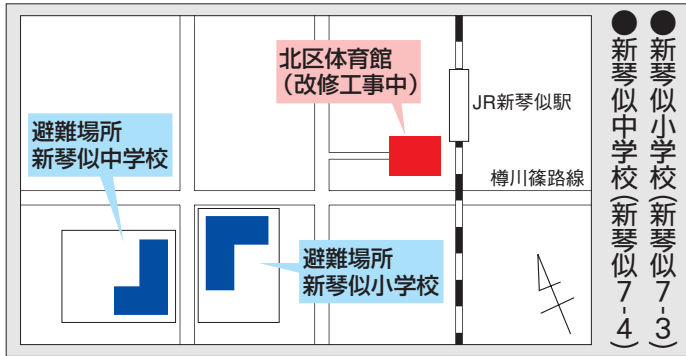 ●新琴似小学校(新琴似7-3)
●新琴似中学校(新琴似7-4)
北区体育館
(改修工事中)
JR新琴似駅
避難場所
新琴似中学校
樽川篠路線
避難場所
新琴似小学校